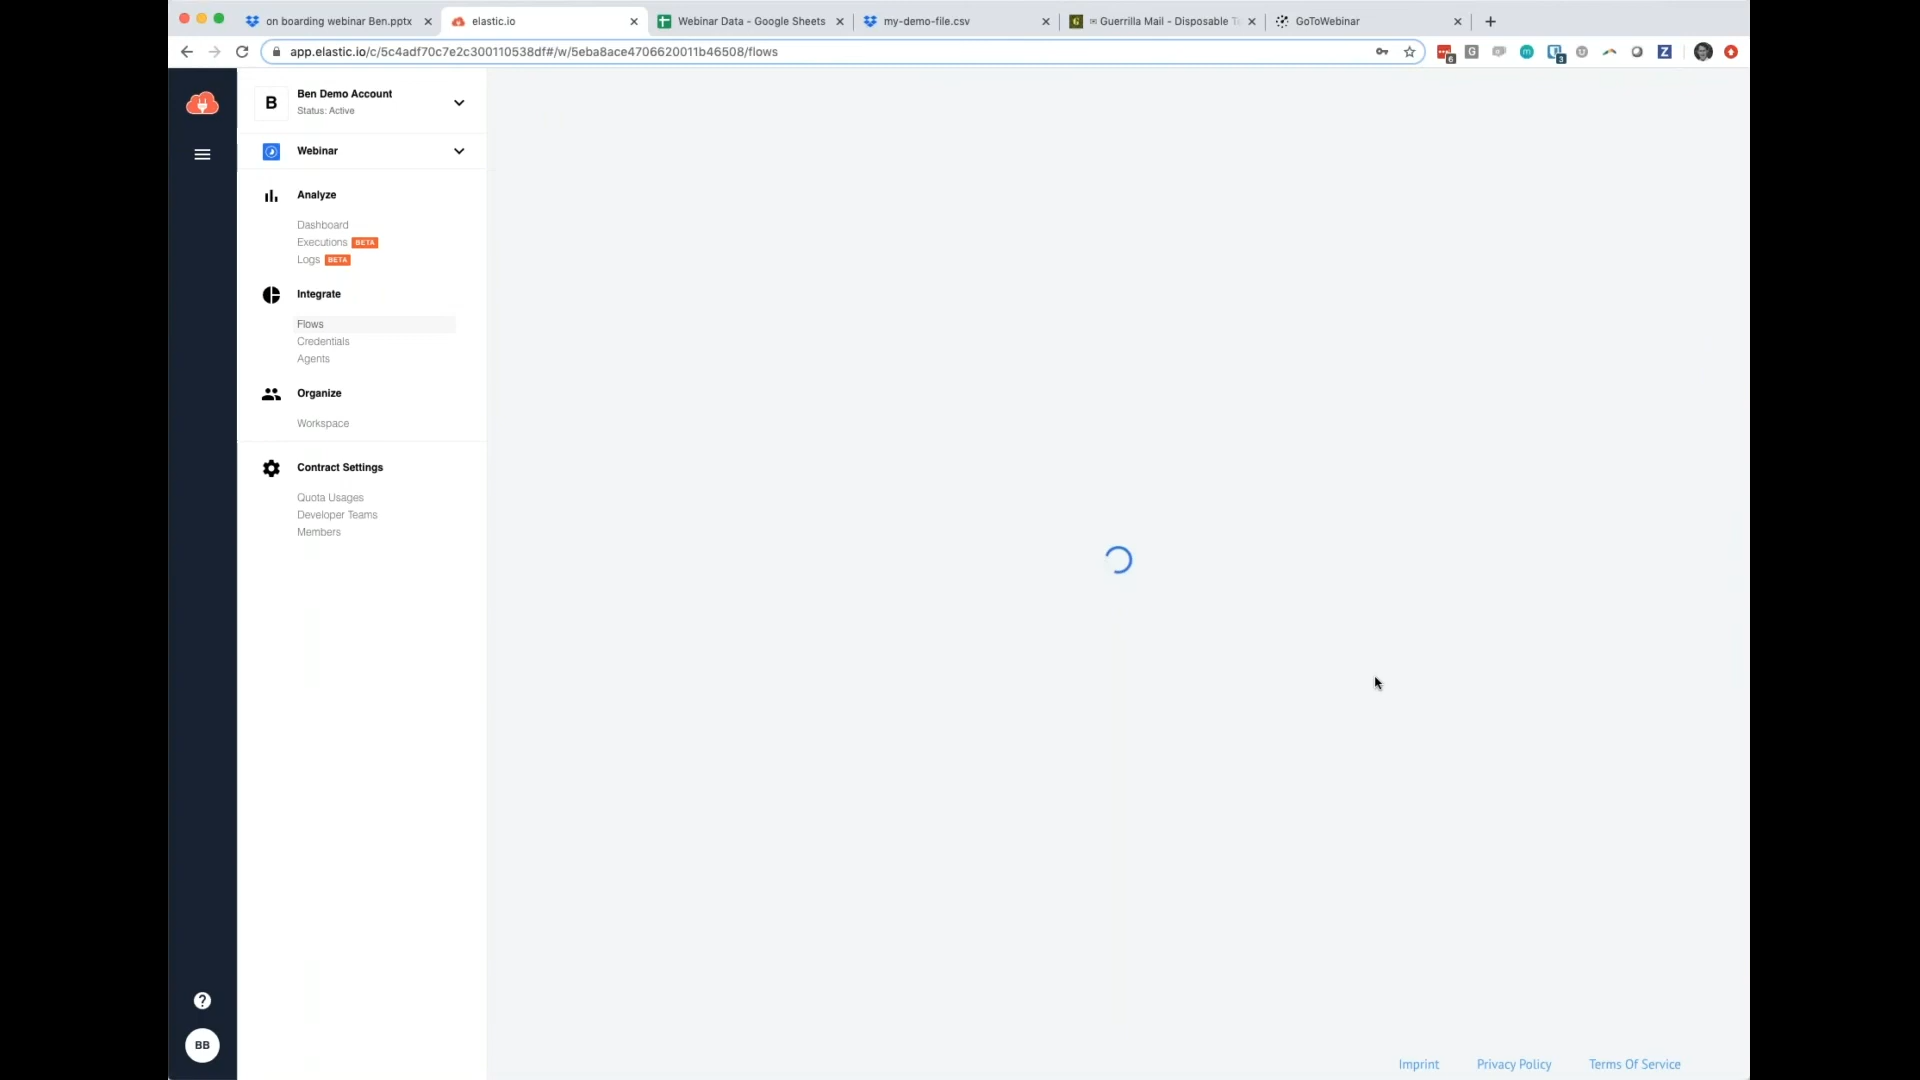 on boarding webinar Ben.pptx
elastic.io
Webinar Data - Google Sheets
my-demo-file.csv
Guerrilla Mail - Disposable
GoToWebinar
app.elastic.io/c/5c4adf70c7e2c300110538df#/w/5eba8ace4706620011b46508/flows
6
G
m
3
Z
B
Ben Demo Account
Status: Active
Webinar
Analyze
Dashboard
Executions BETA
Logs BETA
Integrate
Flows
Credentials
Agents
Organize
Workspace
Contract Settings
Quota Usages
Developer Teams
Members
?
BB
Imprint Privacy Policy Terms Of Service